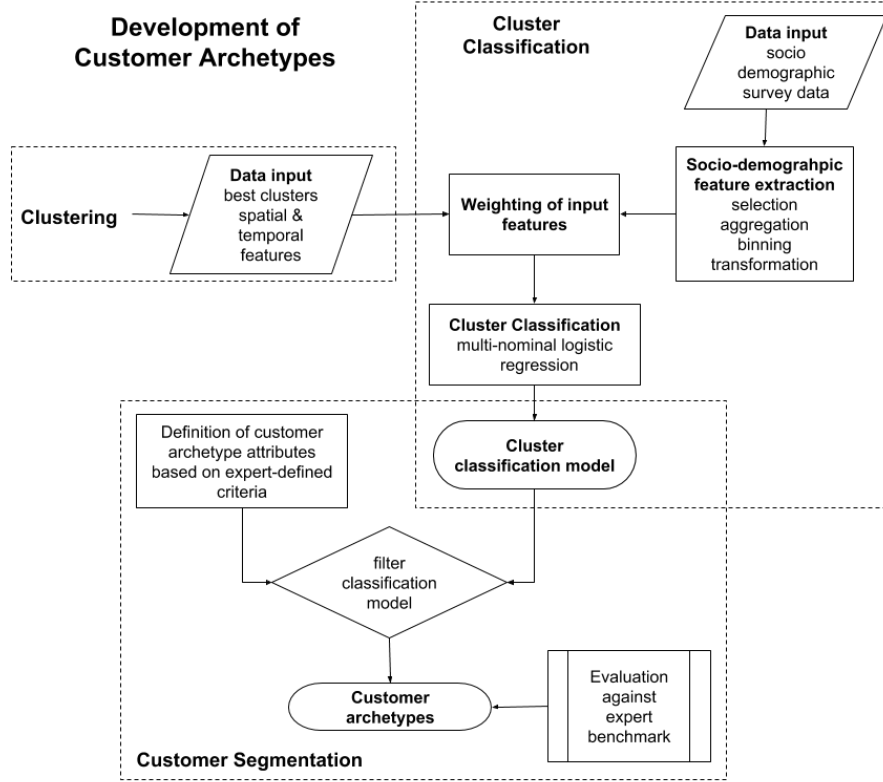 Development of
Customer Archetypes
Cluster
Classification
Data input
socio
demographic
survey data
Clustering
Data input
best clusters
spatial &
temporal
features
Weighting of input
features
Socio-demograhpic
feature extraction
selection
aggregation
binning
transformation
Cluster Classification
multi-nominal logistic
regression
Definition of customer
archetype attributes
based on expert-defined
criteria
Cluster
classification model
filter
classification
model
Customer
archetypes
Evaluation
against
expert
benchmark
Customer Segmentation